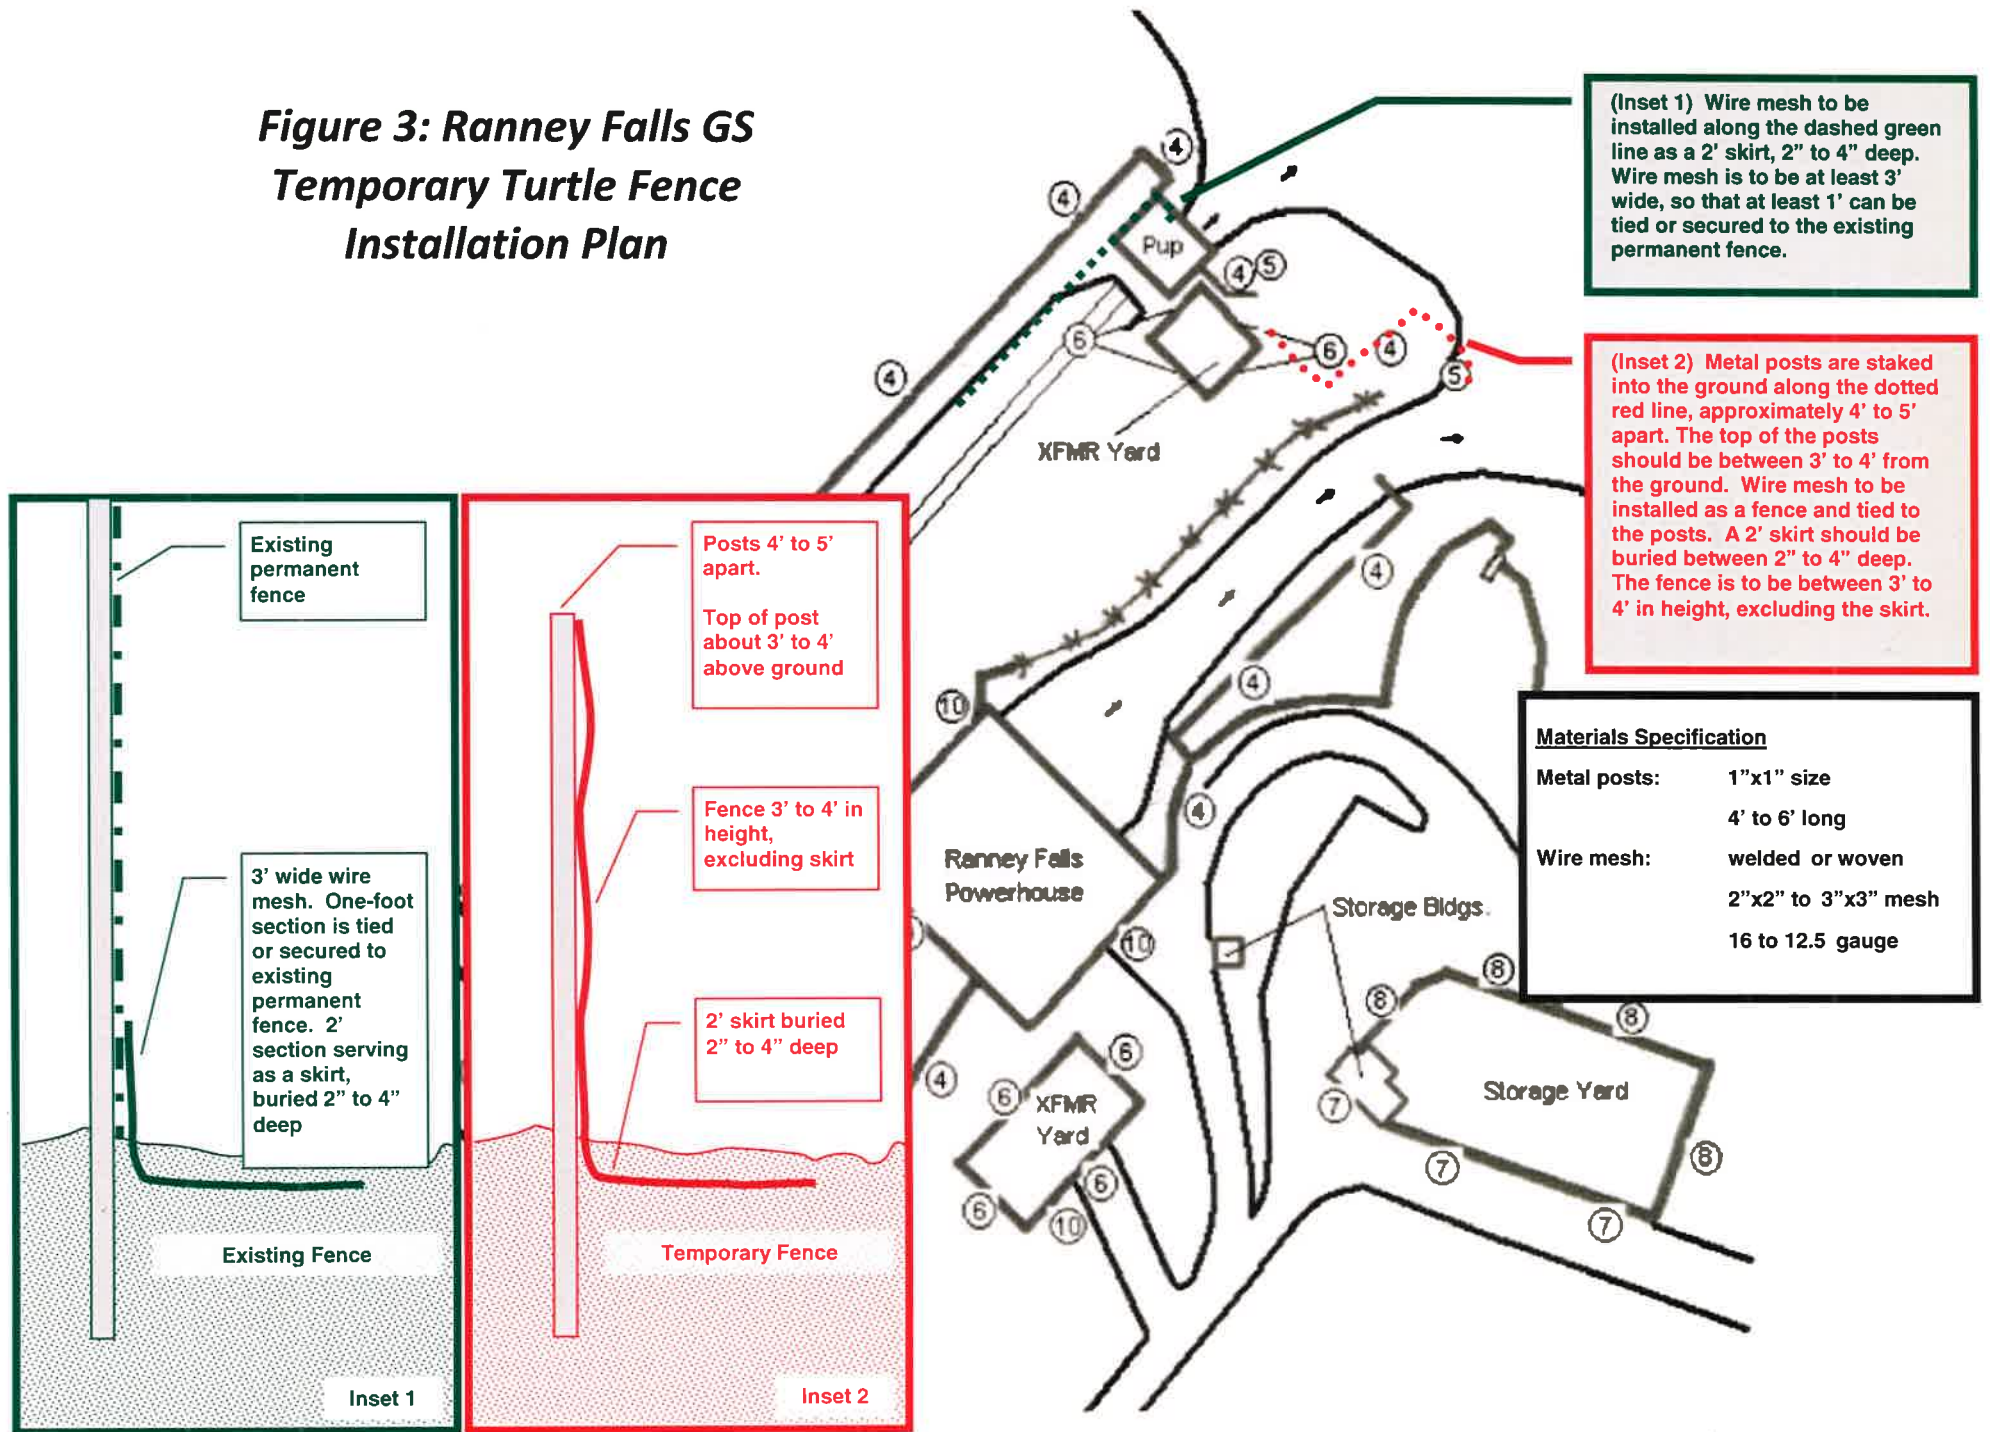 Figure 3: Ranney Falls GS
Temporary Turtle Fence
Installation Plan
(Inset 1) Wire mesh to be
installed along the dashed green
line as a 2' skirt, 2” to 4” deep.
Wire mesh is to be at least 3'
wide, so that at least 1' can be
tied or secured to the existing
permanent fence.
(Inset 2) Metal posts are staked
into the ground along the dotted
red line, approximately 4' to 5'
apart. The top of the posts
should be between 3' to 4' from
the ground. Wire mesh to be
installed as a fence and tied to
the posts. A 2' skirt should be
buried between 2” to 4” deep.
The fence is to be between 3' to
4' in height, excluding the skirt.
Materials Specification
Metal posts: 1”x1” size
4' to 6' long
Wire mesh: welded or woven
2”x2” to 3”x3” mesh
16 to 12.5 gauge
Existing
permanent
fence
3' wide wire
mesh. One-foot
section is tied
or secured to
existing
permanent
fence. 2'
section serving
as a skirt,
buried 2” to 4”
deep
Existing Fence
Inset 1
Posts 4' to 5'
apart.
Top of post
about 3' to 4'
above ground
Fence 3' to 4' in
height,
excluding skirt
2' skirt buried
2” to 4” deep
Temporary Fence
Inset 2
4
4
Pup
4
5
6
6
4
5
4
XFMR Yard
4
4
10
4
Ranney Falls
Powerhouse
10
Storage Bldgs.
4
6
6
XFMR
Yard
6
6
10
8
8
8
8
7
7
7
Storage Yard